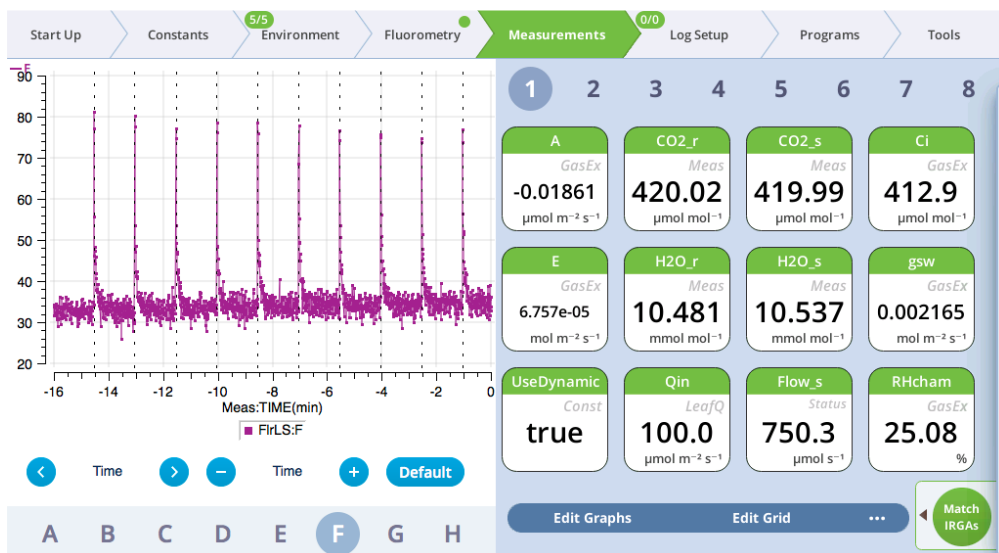 5/5 0/0
Start Up Constants Environment Fluorometry Measurements Log Setup Programs Tools
F
90
80
70
60
50
40
30
20
-16 -14 -12 -10 -8 -6 -4 -2 0
Meas:TIME(min)
FlrLS:F
< Time > − Time + Default
A B C D E F G H
1 2 3 4 5 6 7 8
A CO2_r CO2_s Ci
GasEx Meas Meas GasEx
-0.01861 420.02 419.99 412.9
µmol m⁻² s⁻¹ µmol mol⁻¹ µmol mol⁻¹ µmol mol⁻¹
E H2O_r H2O_s gsw
GasEx Meas Meas GasEx
6.757e-05 10.481 10.537 0.002165
mol m⁻² s⁻¹ mmol mol⁻¹ mmol mol⁻¹ mol m⁻² s⁻¹
UseDynamic Qin Flow_s RHcham
Const LeafQ Status GasEx
true 100.0 750.3 25.08
µmol m⁻² s⁻¹ µmol s⁻¹ %
Edit Graphs Edit Grid ···
Match
IRGAs